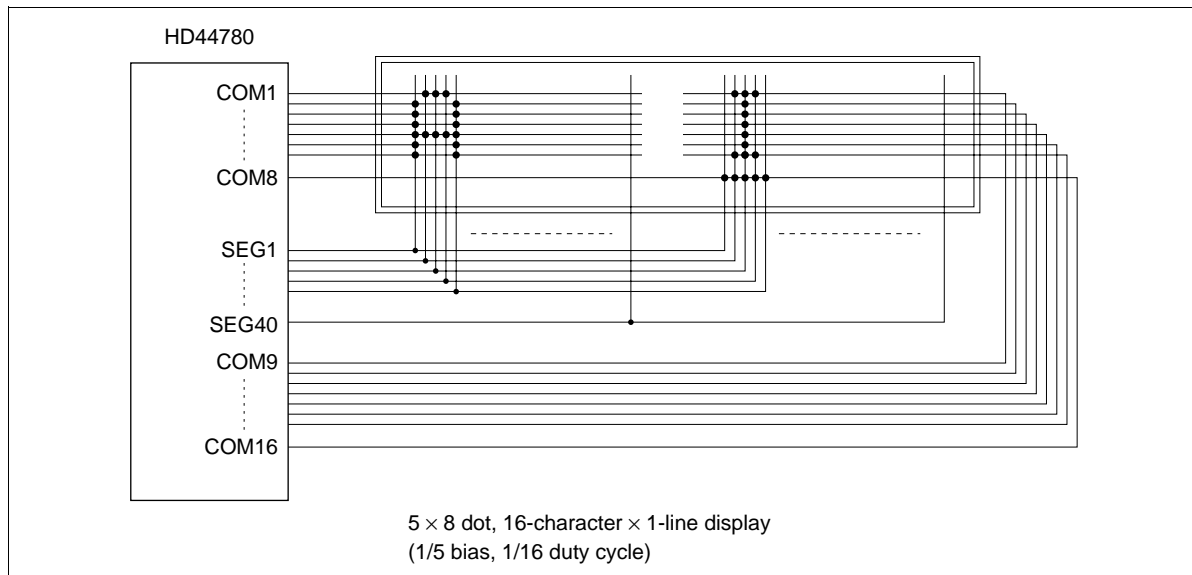 HD44780
COM1
COM8
SEG1
SEG40
COM9
COM16
5 × 8 dot, 16-character × 1-line display
(1/5 bias, 1/16 duty cycle)